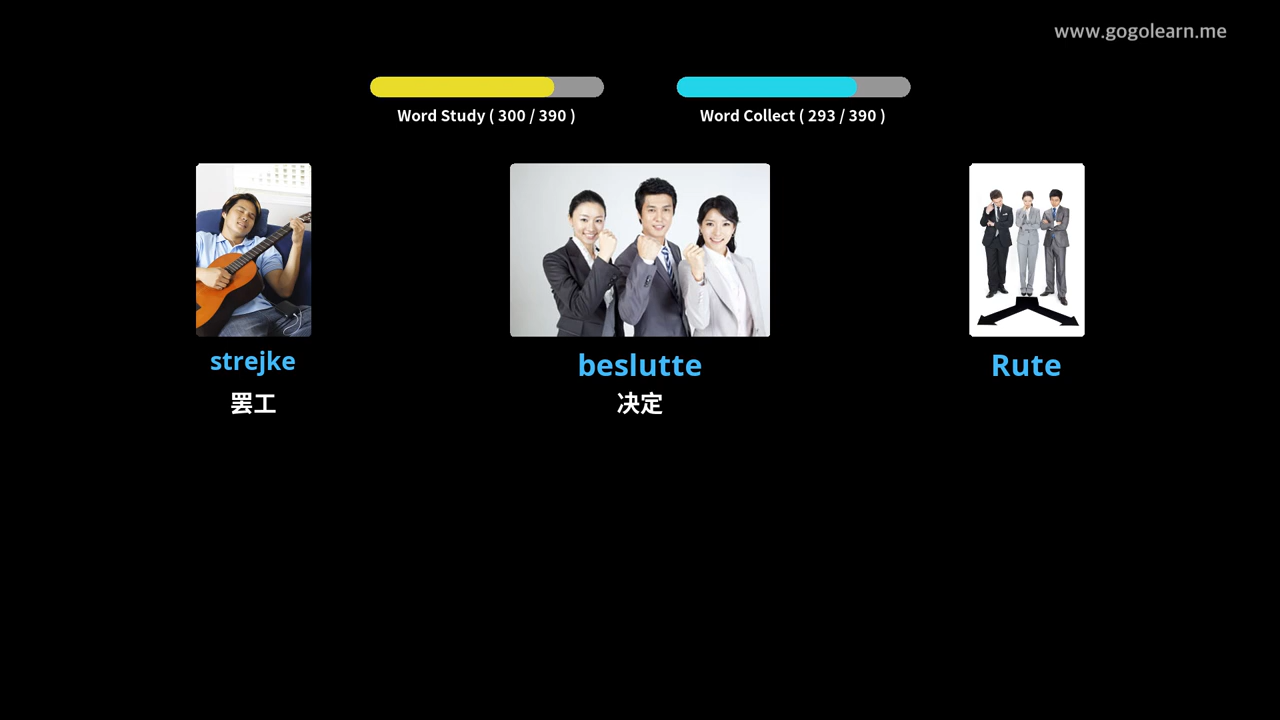 www.gogolearn.me
Word Study ( 300 / 390 )
Word Collect ( 293 / 390 )
strejke
beslutte
Rute
罢工
决定